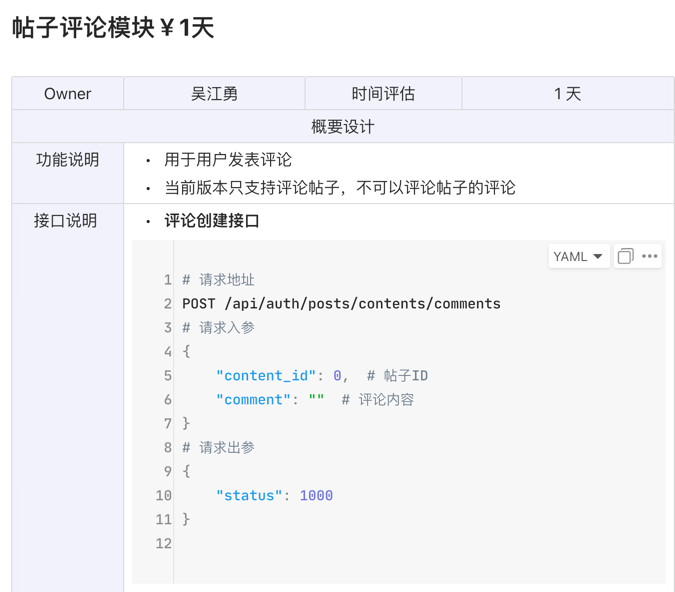 帖子评论模块￥1天
Owner 吴江勇 时间评估 1 天
概要设计
功能说明
• 用于用户发表评论
• 当前版本只支持评论帖子，不可以评论帖子的评论
接口说明
• 评论创建接口
YAML
1 # 请求地址
2 POST /api/auth/posts/contents/comments
3 # 请求入参
4 {
5     "content_id": 0,  # 帖子ID
6     "comment": ""  # 评论内容
7 }
8 # 请求出参
9 {
10     "status": 1000
11 }
12